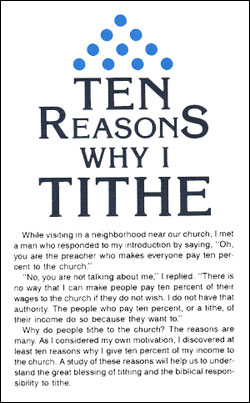 TEN
REASONS
WHY I
TITHE
While visiting in a neighborhood near our church, I met
a man who responded to my introduction by saying, "Oh,
you are the preacher who makes everyone pay ten per-
cent to the church."
"No, you are not talking about me," I replied. "There is
no way that I can make people pay ten percent of their
wages to the church if they do not wish. I do not have that
authority. The people who pay ten percent, or a tithe, of
their income do so because they want to."
Why do people tithe to the church? The reasons are
many. As I considered my own motivation, I discovered at
least ten reasons why I give ten percent of my income to
the church. A study of these reasons will help us to under-
stand the great blessing of tithing and the biblical respon-
sibility to tithe.